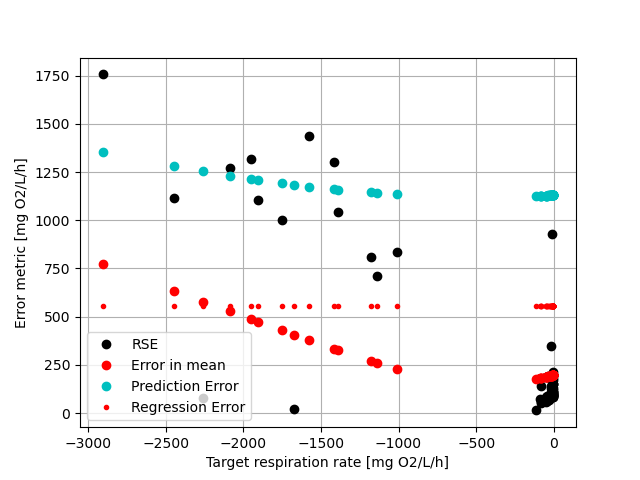 1750
1500
1250
1000
750
500
250
0
Error metric [mg O2/L/h]
RSE
Error in mean
Prediction Error
Regression Error
−3000 −2500 −2000 −1500 −1000 −500 0
Target respiration rate [mg O2/L/h]